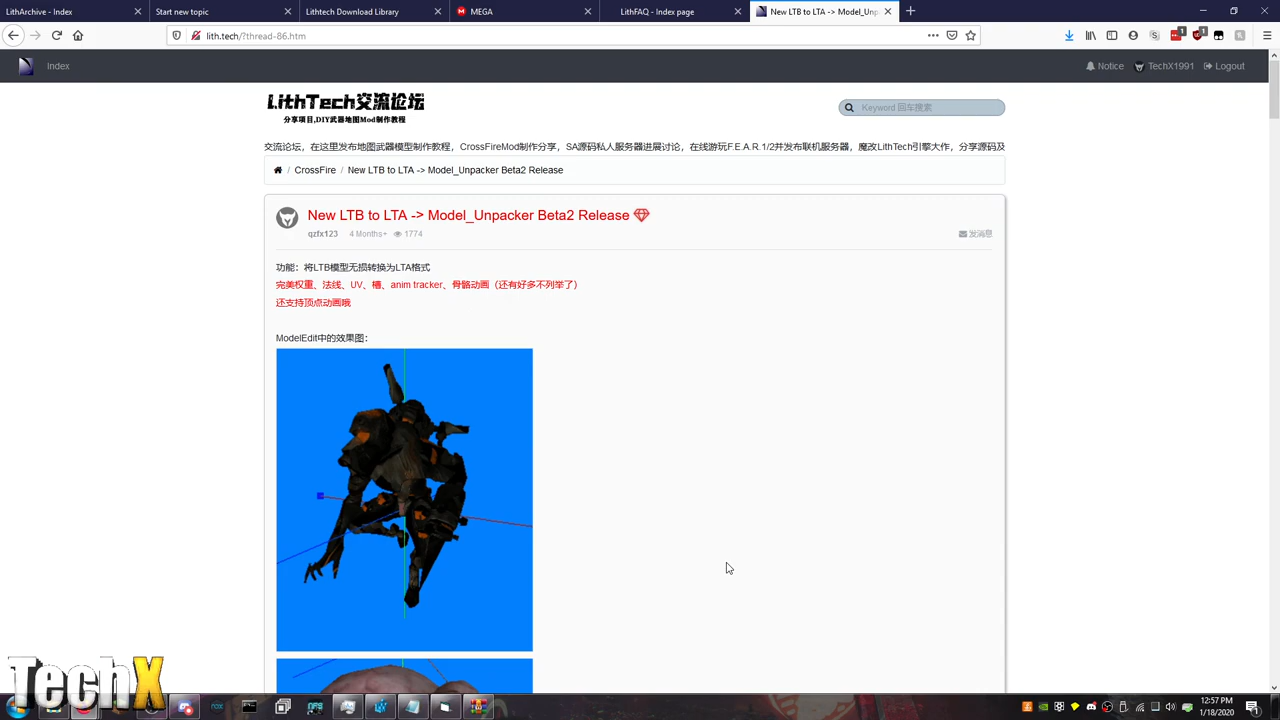 LithArchive - Index
Start new topic
Lithtech Download Library
MEGA
LithFAQ - Index page
New LTB to LTA -> Model_Unp
lith.tech/?thread-86.htm
Index
Notice
TechX1991
Logout
LithTech交流论坛
分享项目,DIY武器地图Mod制作教程
Keyword 回车搜索
交流论坛，在这里发布地图武器模型制作教程，CrossFireMod制作分享，SA源码私人服务器进展讨论，在线游玩F.E.A.R.1/2并发布联机服务器，魔改LithTech引擎大作，分享源码及
/ CrossFire / New LTB to LTA -> Model_Unpacker Beta2 Release
New LTB to LTA -> Model_Unpacker Beta2 Release
qzfx123 4 Months+ 1774
发消息
功能：将LTB模型无损转换为LTA格式
完美权重、法线、UV、槽、anim tracker、骨骼动画（还有好多不列举了）
还支持顶点动画哦
ModelEdit中的效果图：
TechX
nox
12:57 PM
1/18/2020